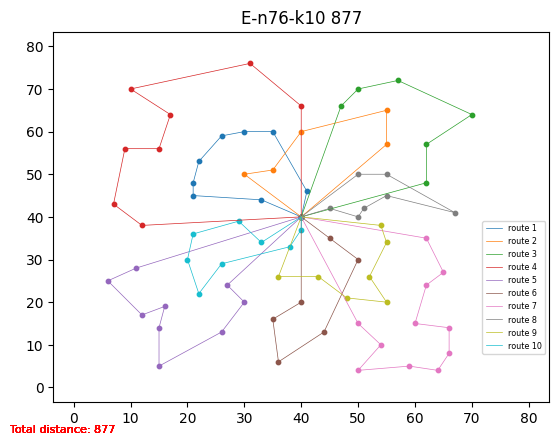 E-n76-k10 877
80
70
60
50
40
30
20
10
0
0 10 20 30 40 50 60 70 80
route 1
route 2
route 3
route 4
route 5
route 6
route 7
route 8
route 9
route 10
Total distance: 877